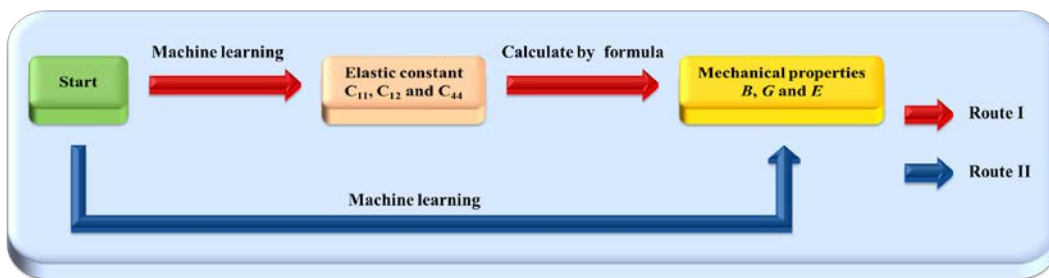 Machine learning
Calculate by formula
Start
Elastic constant
C₁₁, C₁₂ and C₄₄
Mechanical properties
B, G and E
Route I
Route II
Machine learning